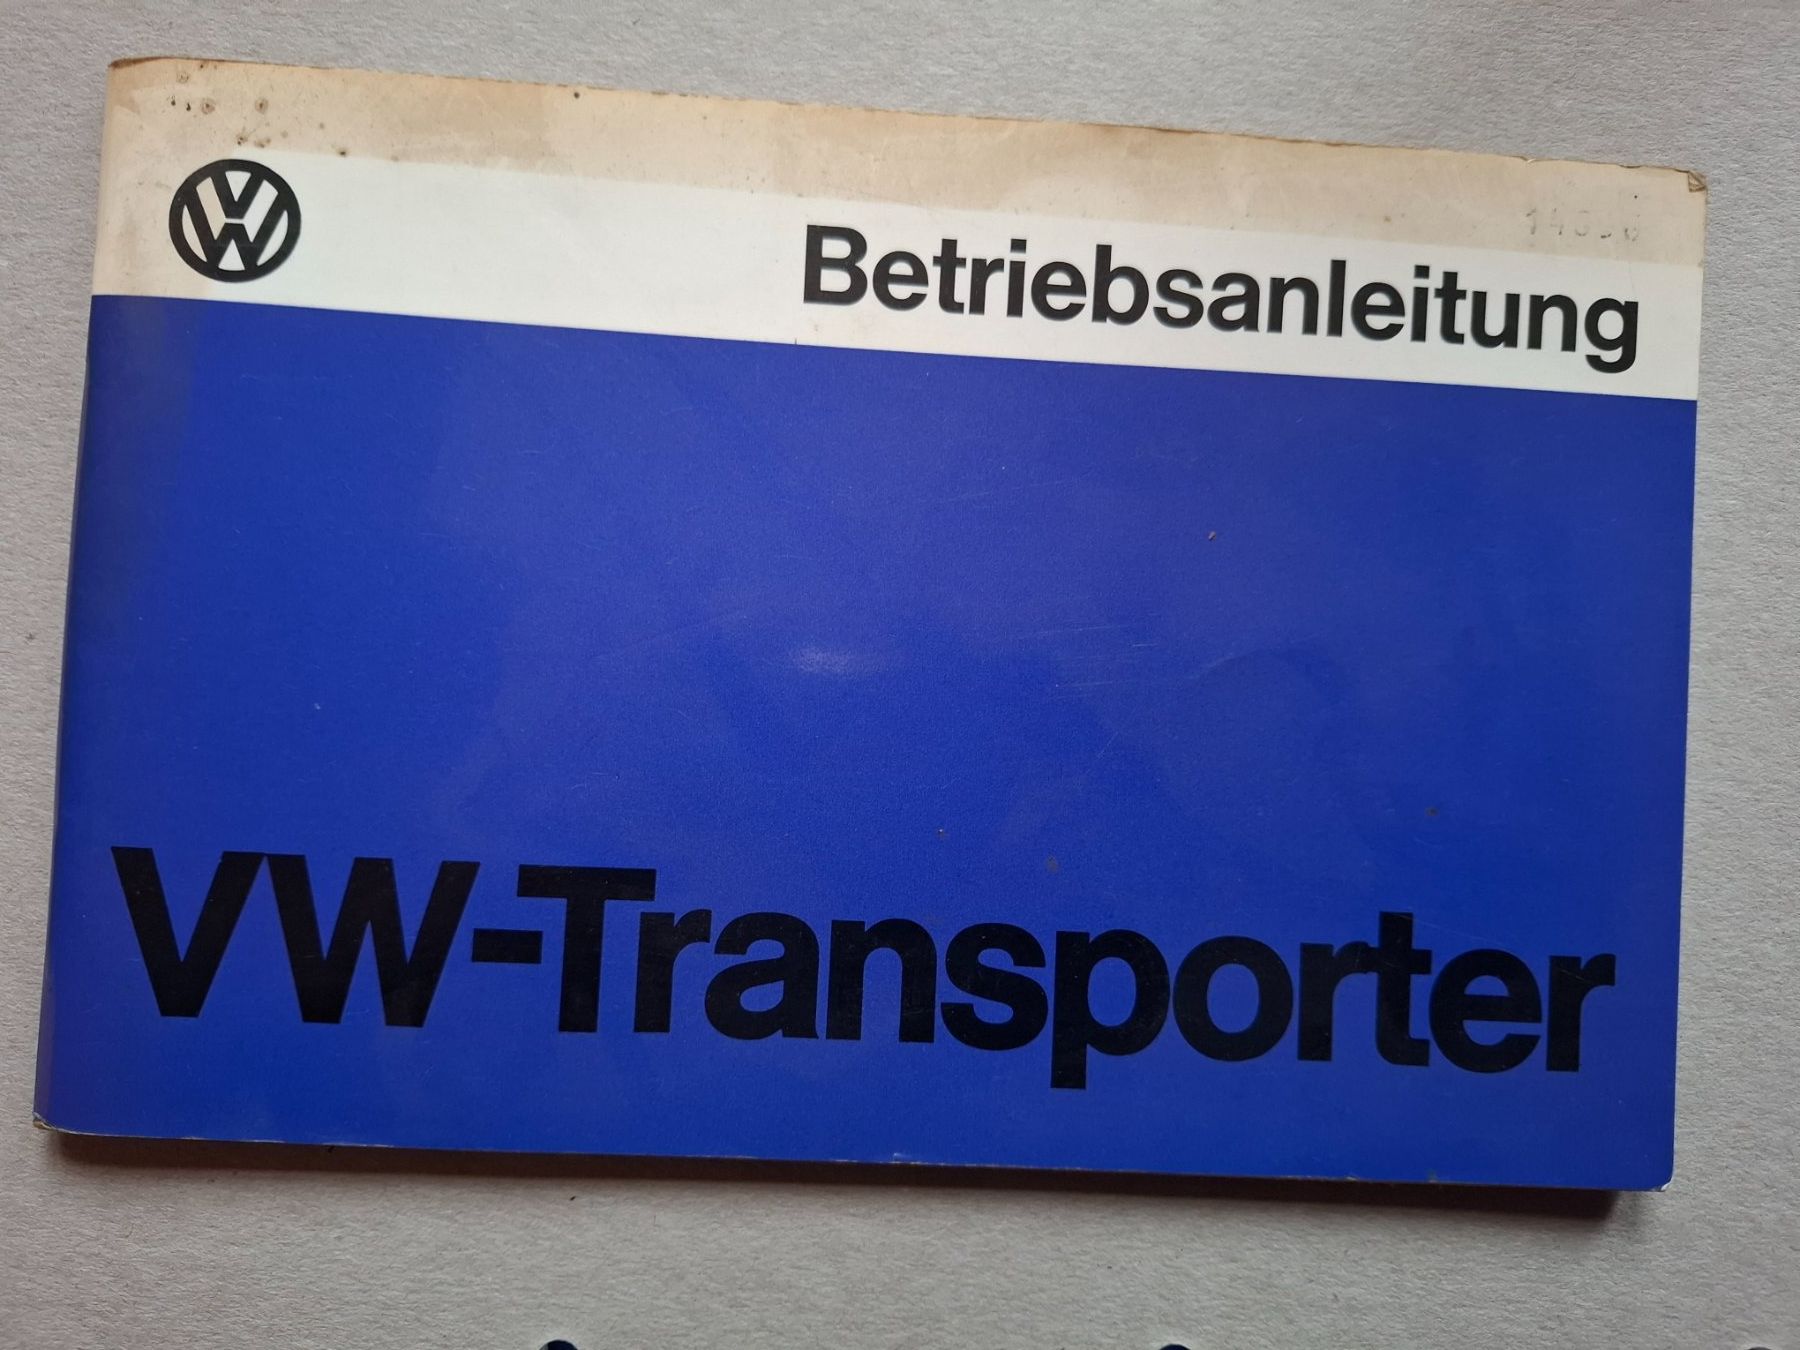 Betriebsanleitung
VW-Transporter